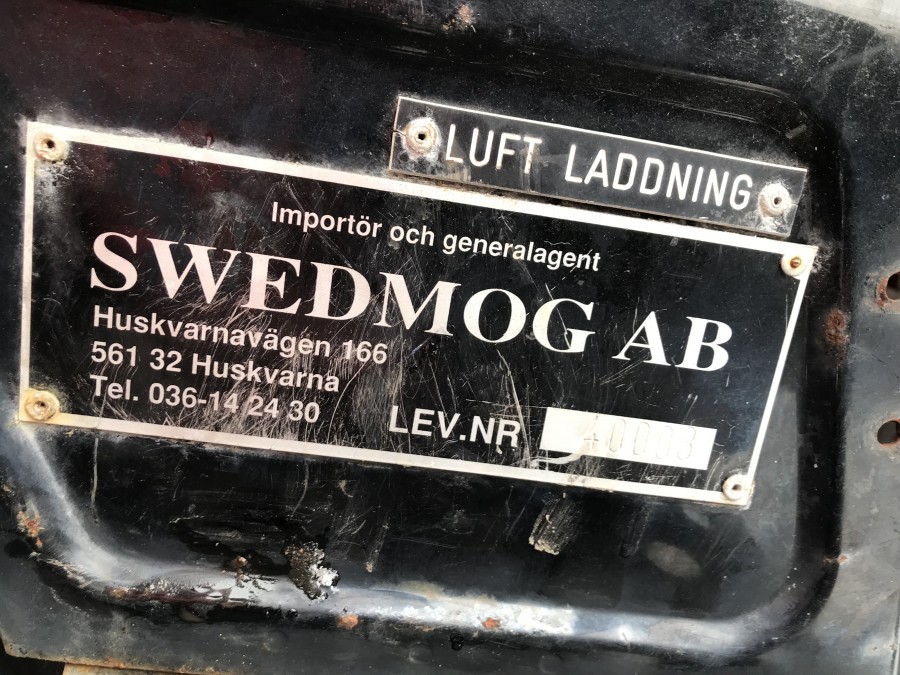 LUFT LADDNING
Importör och generalagent
SWEDMOG AB
Huskvarnavägen 166
561 32 Huskvarna
Tel. 036-14 24 30
LEV.NR 40003